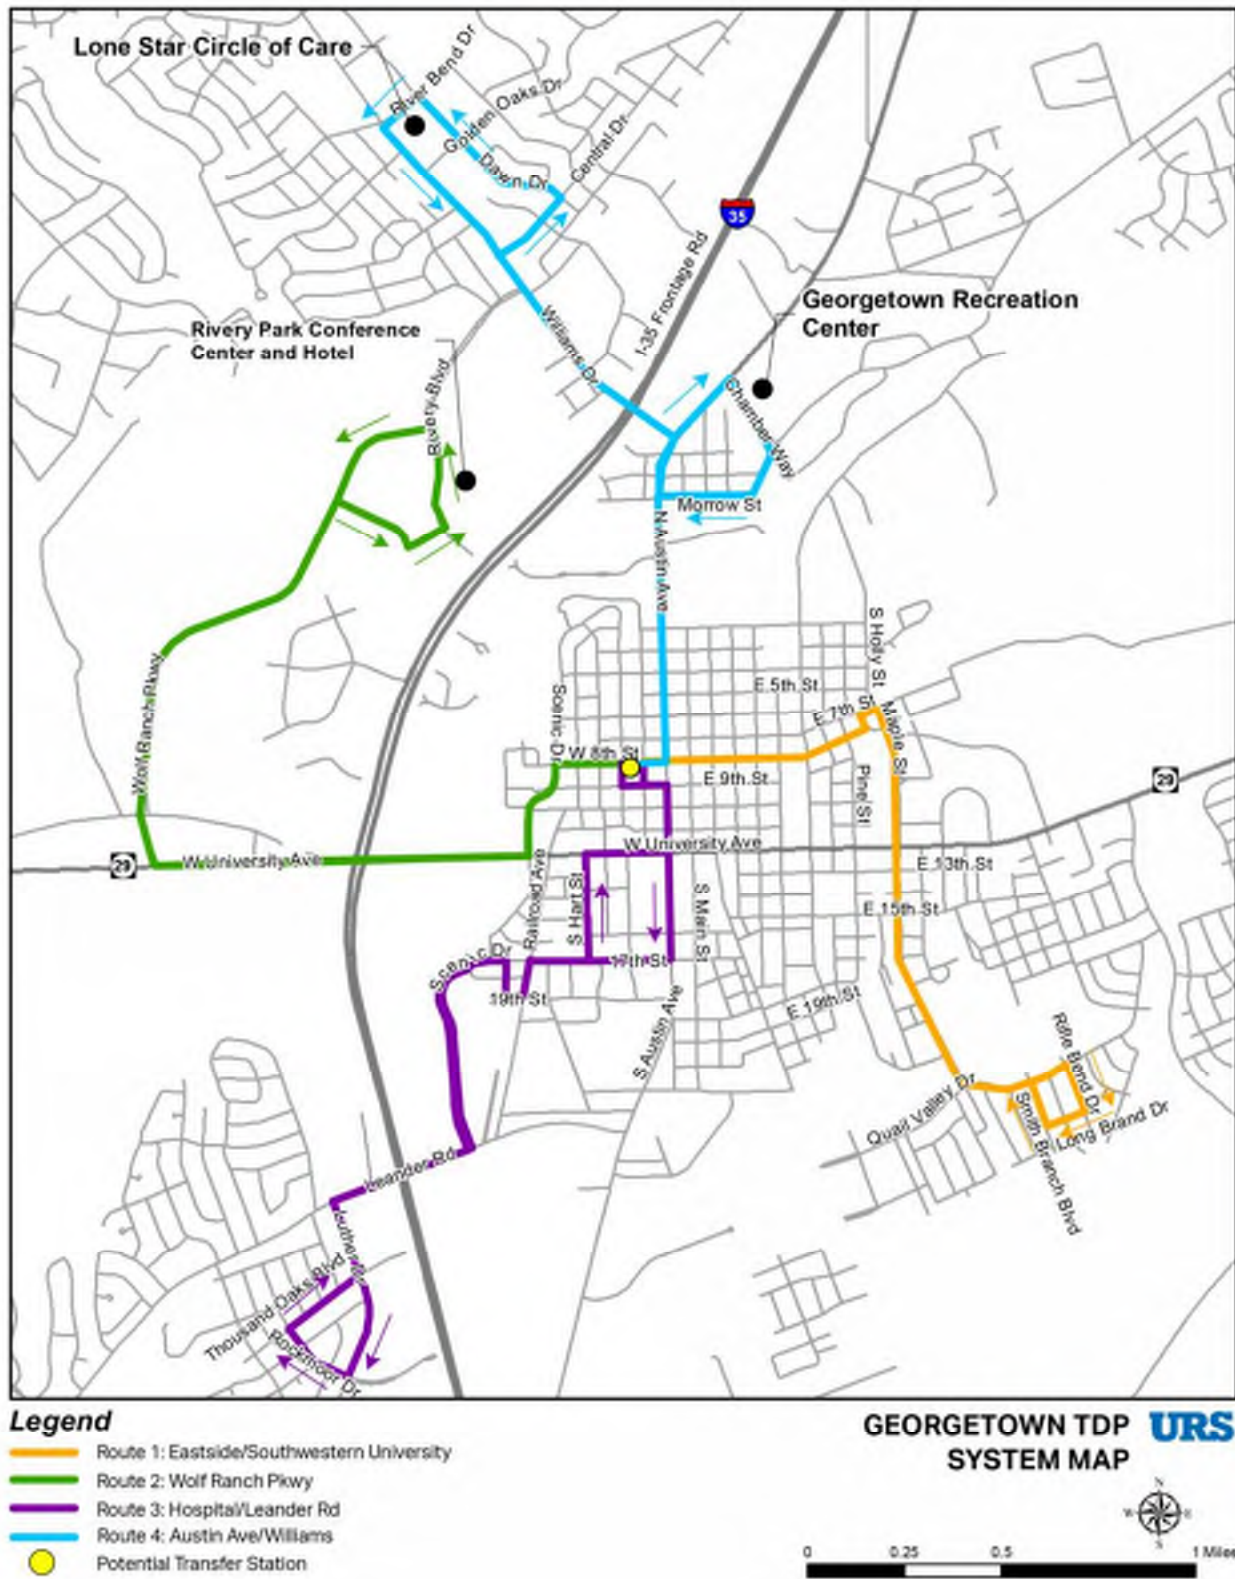 Lone Star Circle of Care
River Bend Dr
Golden Oaks Dr
Dawn Dr
Central Dr
35
I-35 Frontage Rd
Georgetown Recreation
Center
Rivery Park Conference
Center and Hotel
Rivery Blvd
Williams Dr
Chamber Way
Morrow St
N Austin Ave
S Holly St
E 5th St
E 7th St
Maple St
Scenic Dr
W 8th St
E 9th St
Pine St
Wolf Ranch Pkwy
29
W University Ave
29
W University Ave
E 13th St
E 15th St
Railroad Ave
S Hart St
S Main St
17th St
Scenic Dr
19th St
E 19th St
S Austin Ave
Rifle Bend Dr
Quail Valley Dr
Smith Branch Blvd
Long Brand Dr
Leander Rd
Thousand Oaks Blvd
Rockmoor Dr
Legend
Route 1: Eastside/Southwestern University
Route 2: Wolf Ranch Pkwy
Route 3: Hospital/Leander Rd
Route 4: Austin Ave/Williams
Potential Transfer Station
GEORGETOWN TDP
SYSTEM MAP
URS
N
W
E
S
0 0.25 0.5 1 Miles